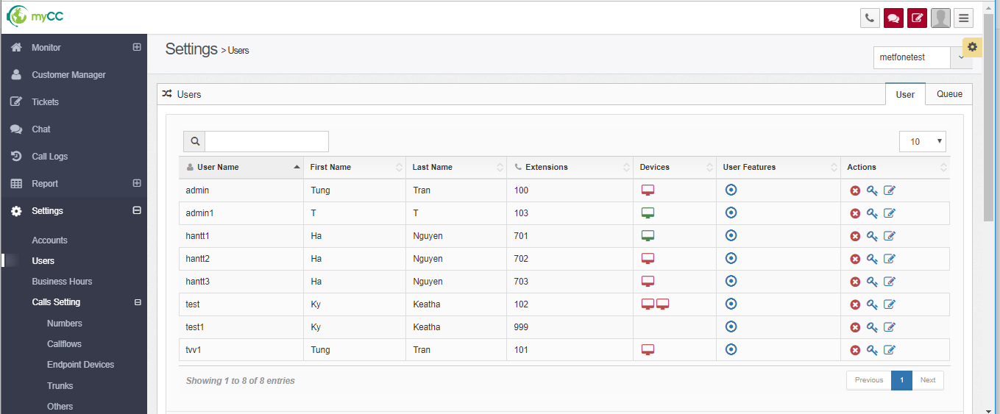 myCC
Monitor
Customer Manager
Tickets
Chat
Call Logs
Report
Settings
Accounts
Users
Business Hours
Calls Setting
Numbers
Callflows
Endpoint Devices
Trunks
Others
Settings > Users
metfonetest
Users
User Queue
10
User Name First Name Last Name Extensions Devices User Features Actions
admin Tung Tran 100
admin1 T T 103
hantt1 Ha Nguyen 701
hantt2 Ha Nguyen 702
hantt3 Ha Nguyen 703
test Ky Keatha 102
test1 Ky Keatha 999
tvv1 Tung Tran 101
Showing 1 to 8 of 8 entries
Previous 1 Next